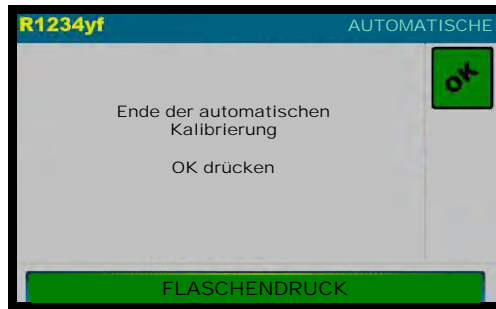 R1234yf
AUTOMATISCHE
OK
Ende der automatischen
Kalibrierung
OK drücken
FLASCHENDRUCK